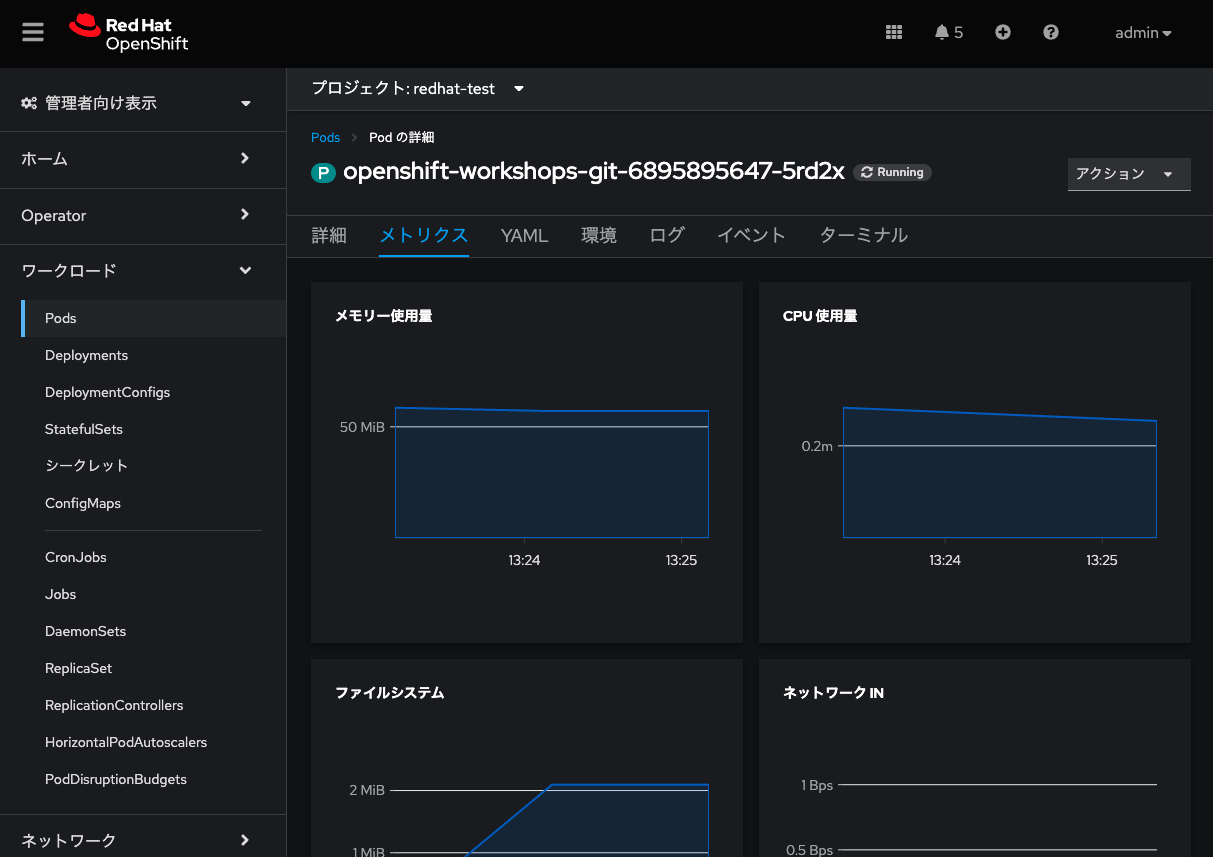 Red Hat
OpenShift
5
admin
管理者向け表示
ホーム
Operator
ワークロード
Pods
Deployments
DeploymentConfigs
StatefulSets
シークレット
ConfigMaps
CronJobs
Jobs
DaemonSets
ReplicaSet
ReplicationControllers
HorizontalPodAutoscalers
PodDisruptionBudgets
ネットワーク
プロジェクト: redhat-test
Pods Pod の詳細
P openshift-workshops-git-6895895647-5rd2x Running
アクション
詳細 メトリクス YAML 環境 ログ イベント ターミナル
メモリー使用量
50 MiB
13:24 13:25
CPU 使用量
0.2m
13:24 13:25
ファイルシステム
2 MiB
1 MiB
ネットワーク IN
1 Bps
0.5 Bps